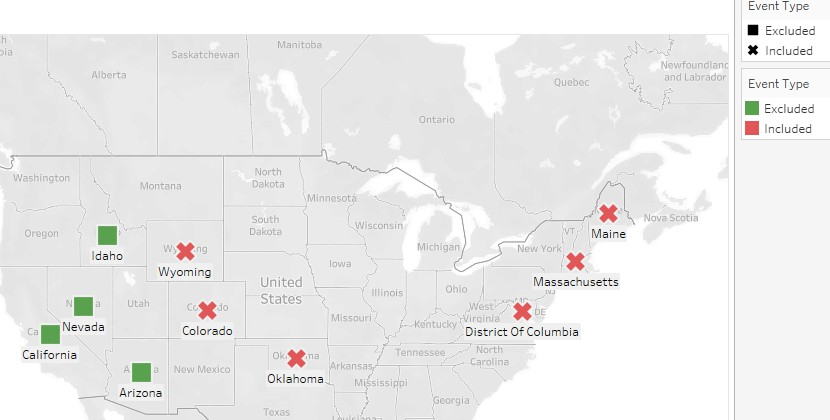 Event Type
Excluded
Included
Event Type
Excluded
Included
Manitoba
Saskatchewan
Alberta
Newfoundland
and Labrador
Quebec
Ontario
Washington
North
Dakota
Montana
Minnesota
Maine
Nova Scotia
South
Dakota
Wisconsin
Oregon
VT
Idaho
Michigan
New York
Wyoming
Iowa
Massachusetts
United
States
Utah
Illinois
Ohio
Nevada
Colorado
Missouri
West
Virginia
DE
Kentucky
District Of Columbia
California
Tennessee
North
Carolina
Arizona
New Mexico
Oklahoma
Arkansas
Mississippi
Georgia
Texas